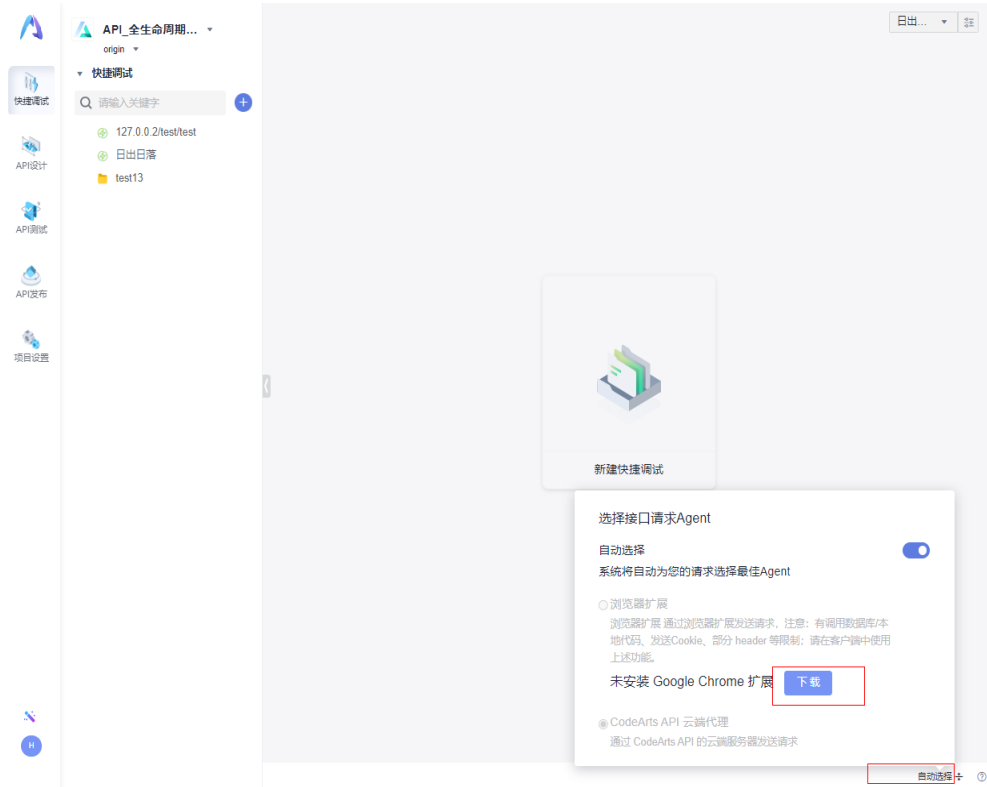 API_全生命周期...
origin
日出...
快捷调试
请输入关键字
127.0.0.2/test/test
日出日落
test13
快捷调试
API设计
API测试
API发布
项目设置
H
新建快捷调试
选择接口请求Agent
自动选择
系统将自动为您的请求选择最佳Agent
浏览器扩展
浏览器扩展 通过浏览器扩展发送请求，注意：有调用数据库/本
地代码、发送Cookie、部分 header 等限制；请在客户端中使用
上述功能。
未安装 Google Chrome 扩展
下载
CodeArts API 云端代理
通过 CodeArts API 的云端服务器发送请求
自动选择